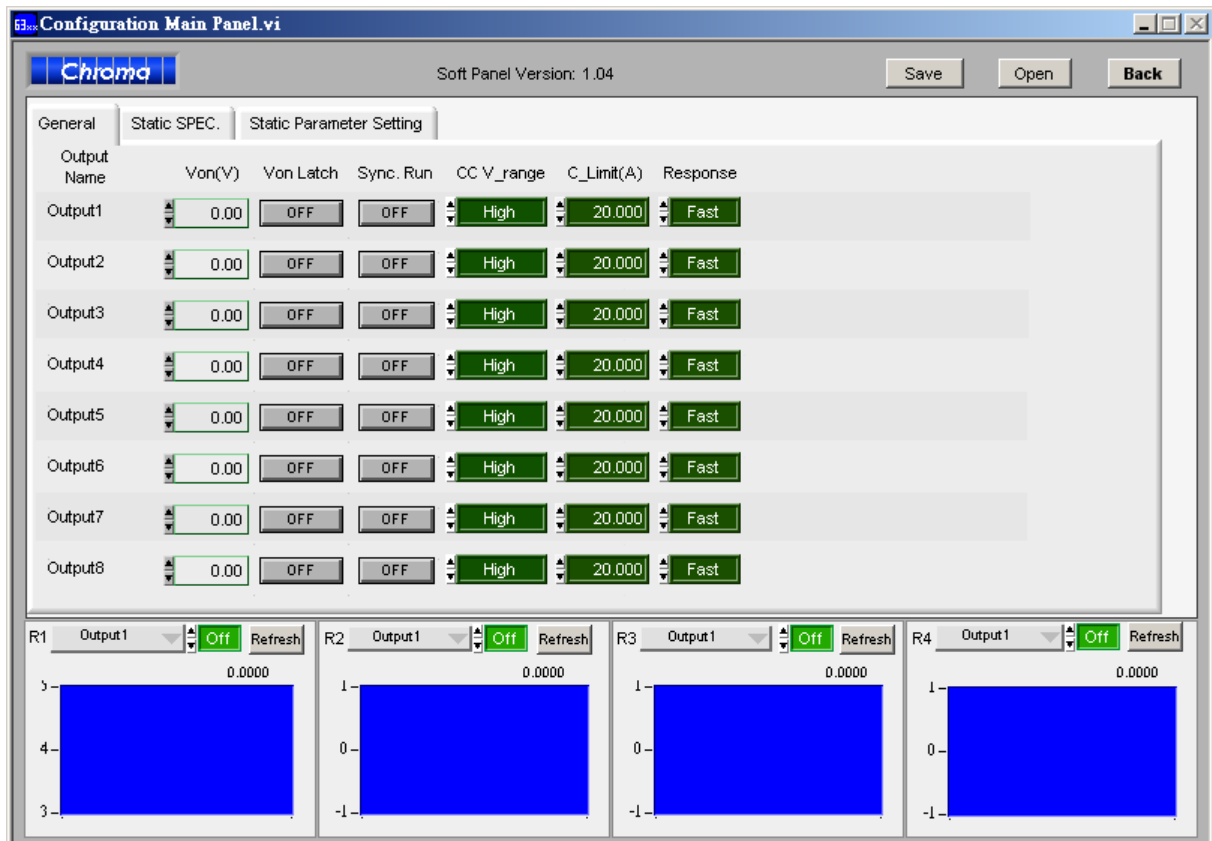 63xx Configuration Main Panel.vi
Chroma Soft Panel Version: 1.04 Save Open Back
General Static SPEC. Static Parameter Setting
Output Name Von(V) Von Latch Sync. Run CC V_range C_Limit(A) Response
Output1 0.00 OFF OFF High 20.000 Fast
Output2 0.00 OFF OFF High 20.000 Fast
Output3 0.00 OFF OFF High 20.000 Fast
Output4 0.00 OFF OFF High 20.000 Fast
Output5 0.00 OFF OFF High 20.000 Fast
Output6 0.00 OFF OFF High 20.000 Fast
Output7 0.00 OFF OFF High 20.000 Fast
Output8 0.00 OFF OFF High 20.000 Fast
R1 Output1 Off Refresh R2 Output1 Off Refresh R3 Output1 Off Refresh R4 Output1 Off Refresh
0.0000 0.0000 0.0000 0.0000
5 1 1 1
4 0 0 0
3 -1 -1 -1